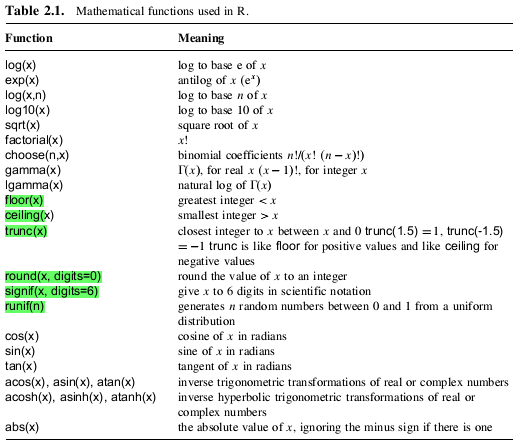 Table 2.1. Mathematical functions used in R.
Function Meaning
log(x) log to base e of x
exp(x) antilog of x (eˣ)
log(x,n) log to base n of x
log10(x) log to base 10 of x
sqrt(x) square root of x
factorial(x) x!
choose(n,x) binomial coefficients n!/(x! (n − x)!)
gamma(x) Γ(x), for real x (x − 1)!, for integer x
lgamma(x) natural log of Γ(x)
floor(x) greatest integer < x
ceiling(x) smallest integer > x
trunc(x) closest integer to x between x and 0 trunc(1.5) = 1, trunc(-1.5)
= −1 trunc is like floor for positive values and like ceiling for
negative values
round(x, digits=0) round the value of x to an integer
signif(x, digits=6) give x to 6 digits in scientific notation
runif(n) generates n random numbers between 0 and 1 from a uniform
distribution
cos(x) cosine of x in radians
sin(x) sine of x in radians
tan(x) tangent of x in radians
acos(x), asin(x), atan(x) inverse trigonometric transformations of real or complex numbers
acosh(x), asinh(x), atanh(x) inverse hyperbolic trigonometric transformations of real or
complex numbers
abs(x) the absolute value of x, ignoring the minus sign if there is one